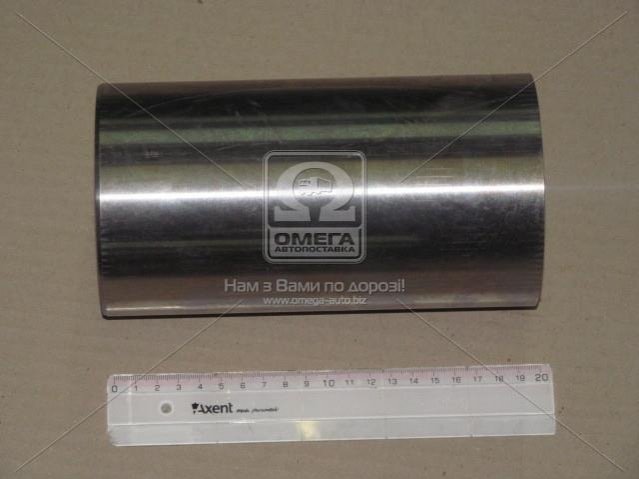 ОМЕГА
АВТОПОСТАВКА
Нам з Вами по дорозі!
www.omega-auto.biz
0 1 2 3 4 5 6 7 8 9 10 11 12 13 14 15 16 17 18 19 20
Axent